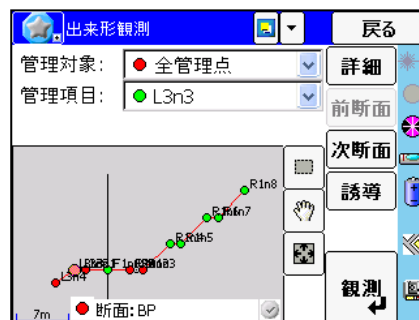 出来形観測
戻る
管理対象: 全管理点
詳細
管理項目: L3n3
前断面
次断面
誘導
観測
R1n8
L3n4
7m
断面:BP